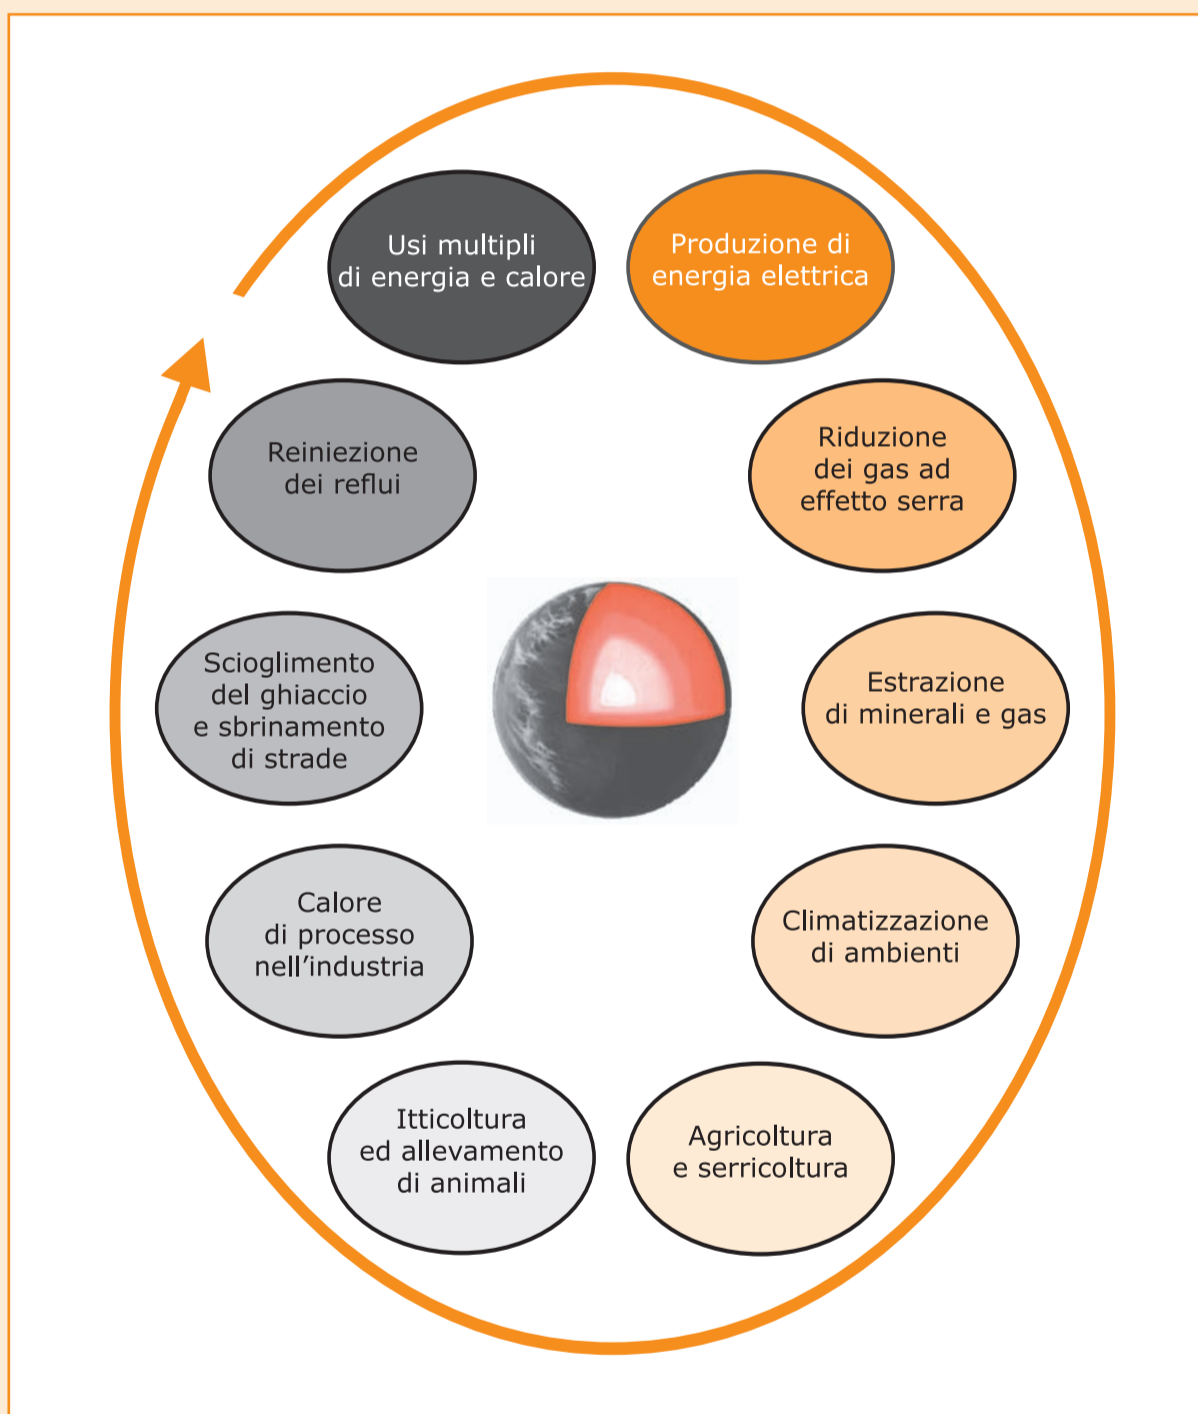 Usi multipli
di energia e calore
Produzione di
energia elettrica
Reiniezione
dei reflui
Riduzione
dei gas ad
effetto serra
Scioglimento
del ghiaccio
e sbrinamento
di strade
Estrazione
di minerali e gas
Calore
di processo
nell'industria
Climatizzazione
di ambienti
Itticoltura
ed allevamento
di animali
Agricoltura
e serricoltura